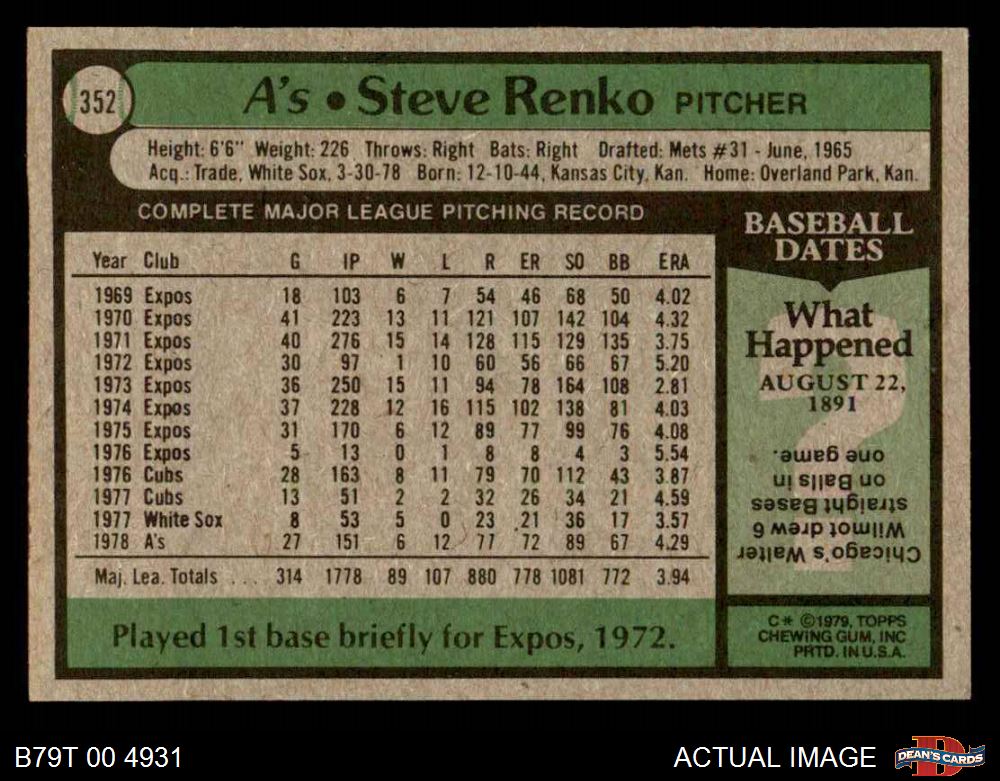 352
A's • Steve Renko PITCHER
Height: 6'6" Weight: 226 Throws: Right Bats: Right Drafted: Mets #31 - June, 1965
Acq.: Trade, White Sox, 3-30-78 Born: 12-10-44, Kansas City, Kan. Home: Overland Park, Kan.
COMPLETE MAJOR LEAGUE PITCHING RECORD
Year Club G IP W L R ER SO BB ERA
1969 Expos 18 103 6 7 54 46 68 50 4.02
1970 Expos 41 223 13 11 121 107 142 104 4.32
1971 Expos 40 276 15 14 128 115 129 135 3.75
1972 Expos 30 97 1 10 60 56 66 67 5.20
1973 Expos 36 250 15 11 94 78 164 108 2.81
1974 Expos 37 228 12 16 115 102 138 81 4.03
1975 Expos 31 170 6 12 89 77 99 76 4.08
1976 Expos 5 13 0 1 8 8 4 3 5.54
1976 Cubs 28 163 8 11 79 70 112 43 3.87
1977 Cubs 13 51 2 2 32 26 34 21 4.59
1977 White Sox 8 53 5 0 23 21 36 17 3.57
1978 A's 27 151 6 12 77 72 89 67 4.29
Maj. Lea. Totals ... 314 1778 89 107 880 778 1081 772 3.94
Played 1st base briefly for Expos, 1972.
BASEBALL
DATES
What
Happened
AUGUST 22,
1891
?
Chicago's Walter
Wilmot drew 6
straight Bases
on Balls in
one game.
C* ©1979, TOPPS
CHEWING GUM, INC
PRTD. IN U.S.A.
B79T 00 4931
ACTUAL IMAGE
D
DEAN'S CARDS